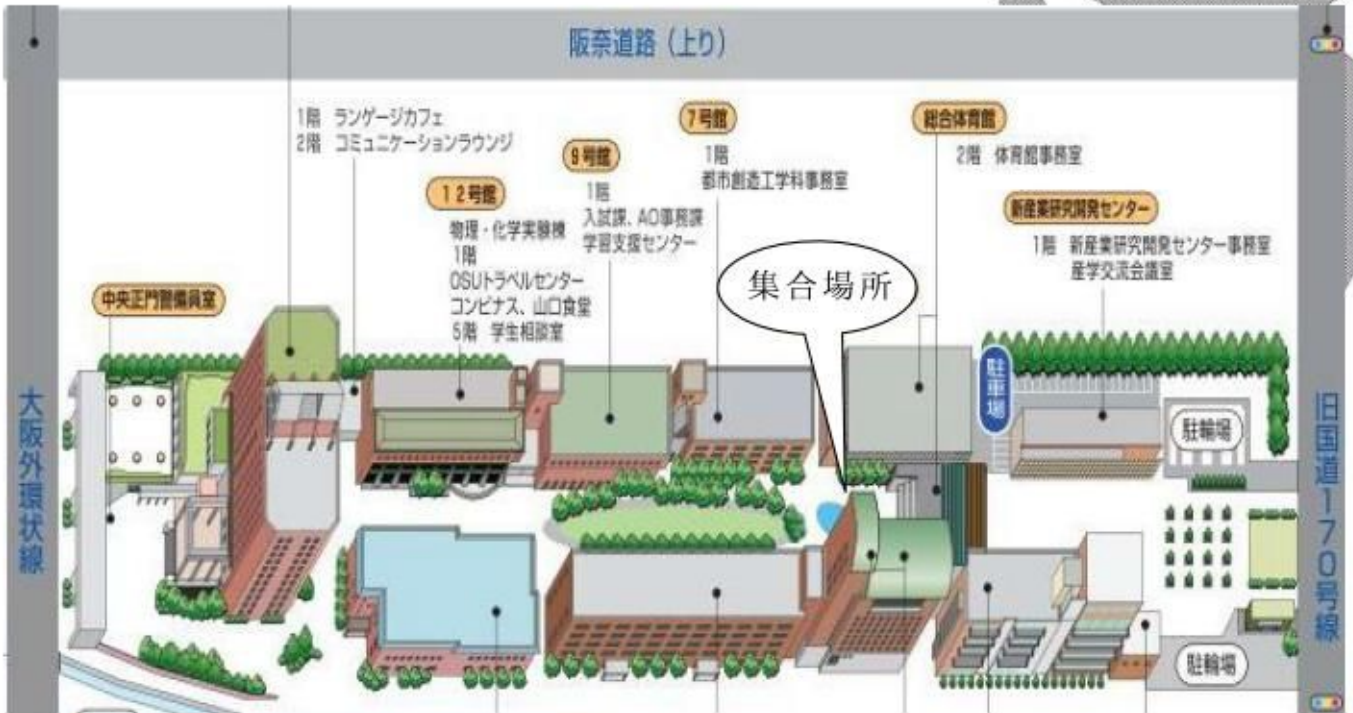 阪奈道路（上り）
1階 ランゲージカフェ
2階 コミュニケーションラウンジ
12号館
物理・化学実験棟
1階
OSUトラベルセンター
コンビナス、山口食堂
5階 学生相談室
9号館
1階
入試課、AO事務課
学習支援センター
7号館
1階
都市創造工学科事務室
総合体育館
2階 体育館事務室
新産業研究開発センター
1階 新産業研究開発センター事務室
産学交流会議室
集合場所
中央正門警備員室
駐車場
駐輪場
大阪外環状線
旧国道170号線
駐輪場